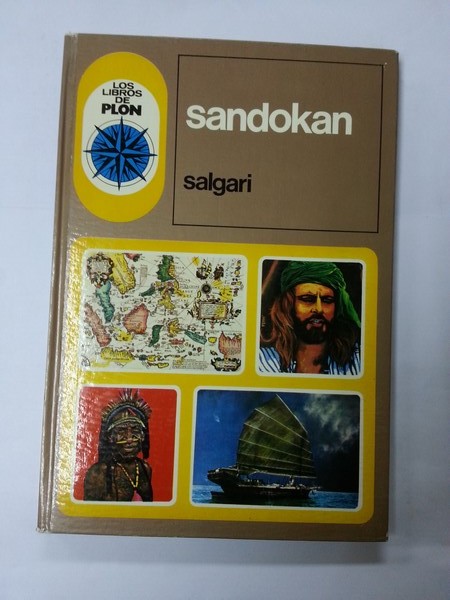 LOS
LIBROS
DE
PLON
sandokan
salgari